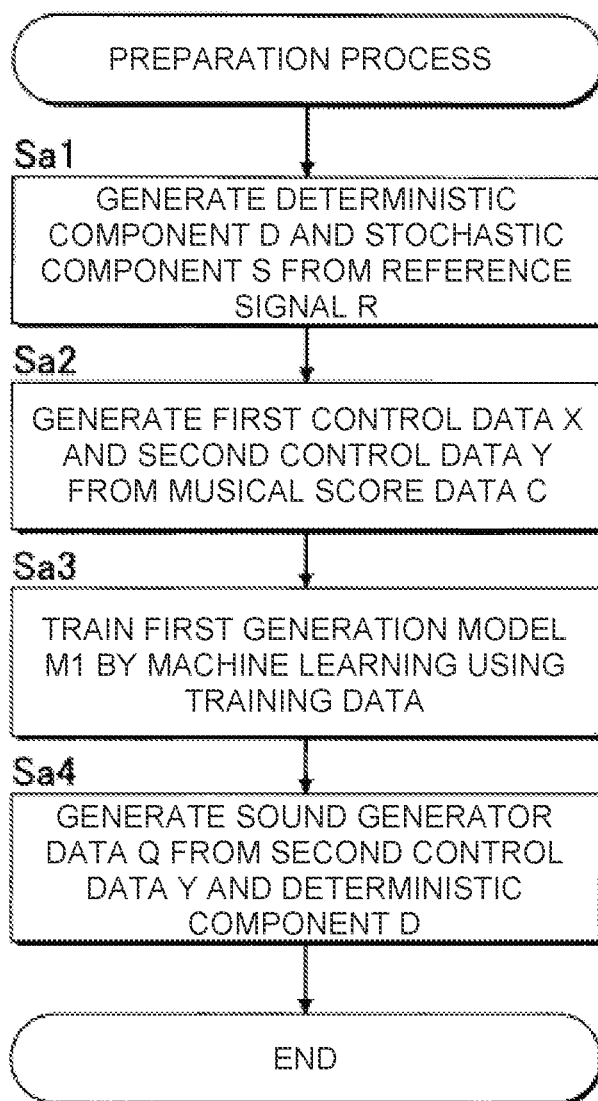 PREPARATION PROCESS
Sa1
GENERATE DETERMINISTIC
COMPONENT D AND STOCHASTIC
COMPONENT S FROM REFERENCE
SIGNAL R
Sa2
GENERATE FIRST CONTROL DATA X
AND SECOND CONTROL DATA Y
FROM MUSICAL SCORE DATA C
Sa3
TRAIN FIRST GENERATION MODEL
M1 BY MACHINE LEARNING USING
TRAINING DATA
Sa4
GENERATE SOUND GENERATOR
DATA Q FROM SECOND CONTROL
DATA Y AND DETERMINISTIC
COMPONENT D
END